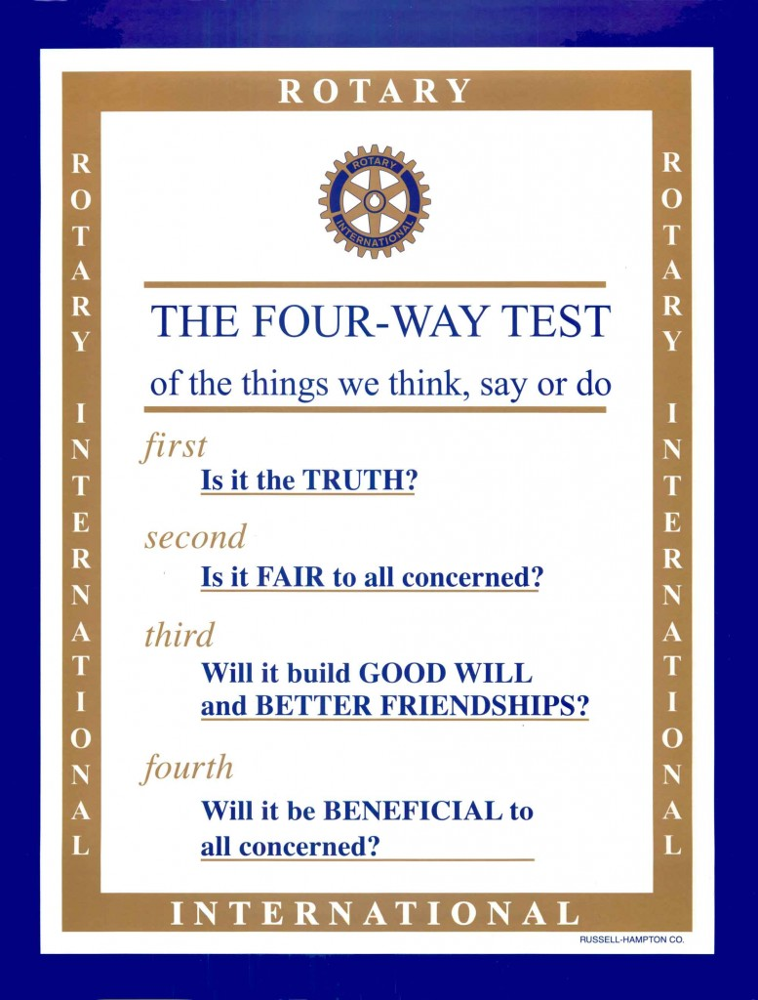 ROTARY
ROTARY INTERNATIONAL
ROTARY INTERNATIONAL
ROTARY
INTERNATIONAL
THE FOUR-WAY TEST
of the things we think, say or do
first
Is it the TRUTH?
second
Is it FAIR to all concerned?
third
Will it build GOOD WILL
and BETTER FRIENDSHIPS?
fourth
Will it be BENEFICIAL to
all concerned?
INTERNATIONAL
RUSSELL-HAMPTON CO.